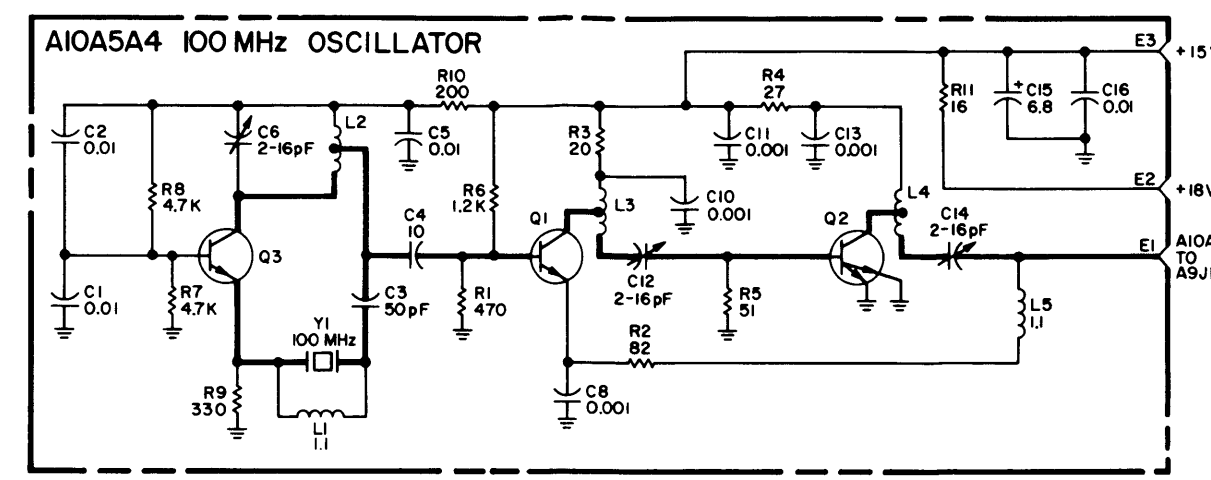 A10A5A4 100 MHz OSCILLATOR
E3
+15V
R10
200
R4
27
R11
16
C15
6.8
C16
0.01
+
C2
0.01
C6
2-16pF
L2
C5
0.01
R3
20
C11
0.001
C13
0.001
R8
4.7K
R6
1.2K
C10
0.001
L3
L4
E2
+18V
C4
10
Q1
Q2
C14
2-16pF
E1
A10A
TO
A9J1
Q3
C1
0.01
R7
4.7K
C3
50pF
R1
470
C12
2-16pF
R5
51
L5
1.1
Y1
100 MHz
R2
82
R9
330
L1
1.1
C8
0.001